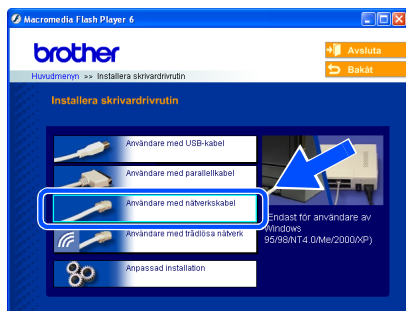 Macromedia Flash Player 6
brother
Avsluta
Bakåt
Huvudmenyn >> Installera skrivardrivrutin
Installera skrivardrivrutin
Användare med USB-kabel
Användare med parallellkabel
Användare med nätverkskabel
Användare med trådlösa nätverk
Anpassad installation
(Endast för användare av
Windows
95/98/NT4.0/Me/2000/XP)